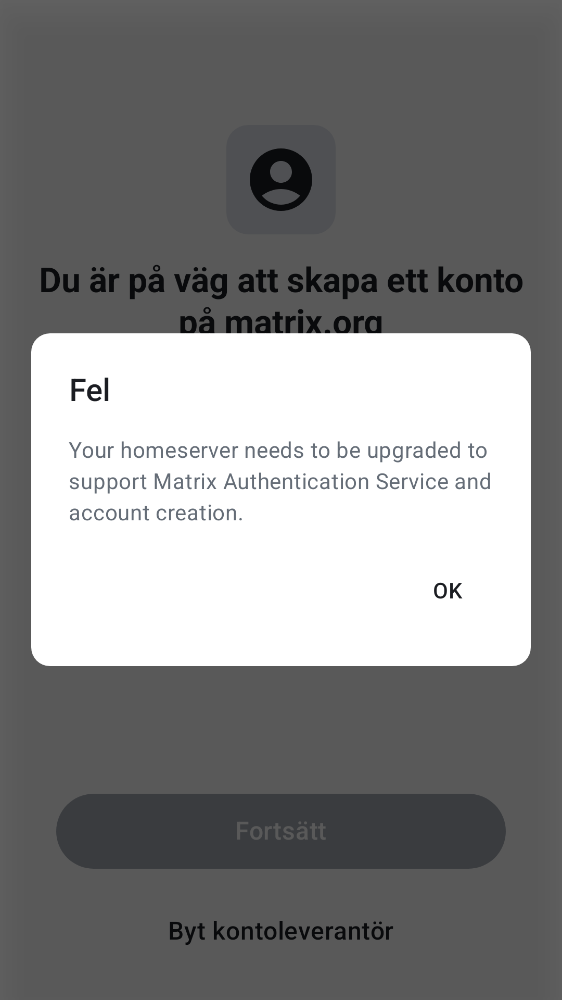 Du är på väg att skapa ett konto
på matrix.org
Fel
Your homeserver needs to be upgraded to
support Matrix Authentication Service and
account creation.
OK
Fortsätt
Byt kontoleverantör